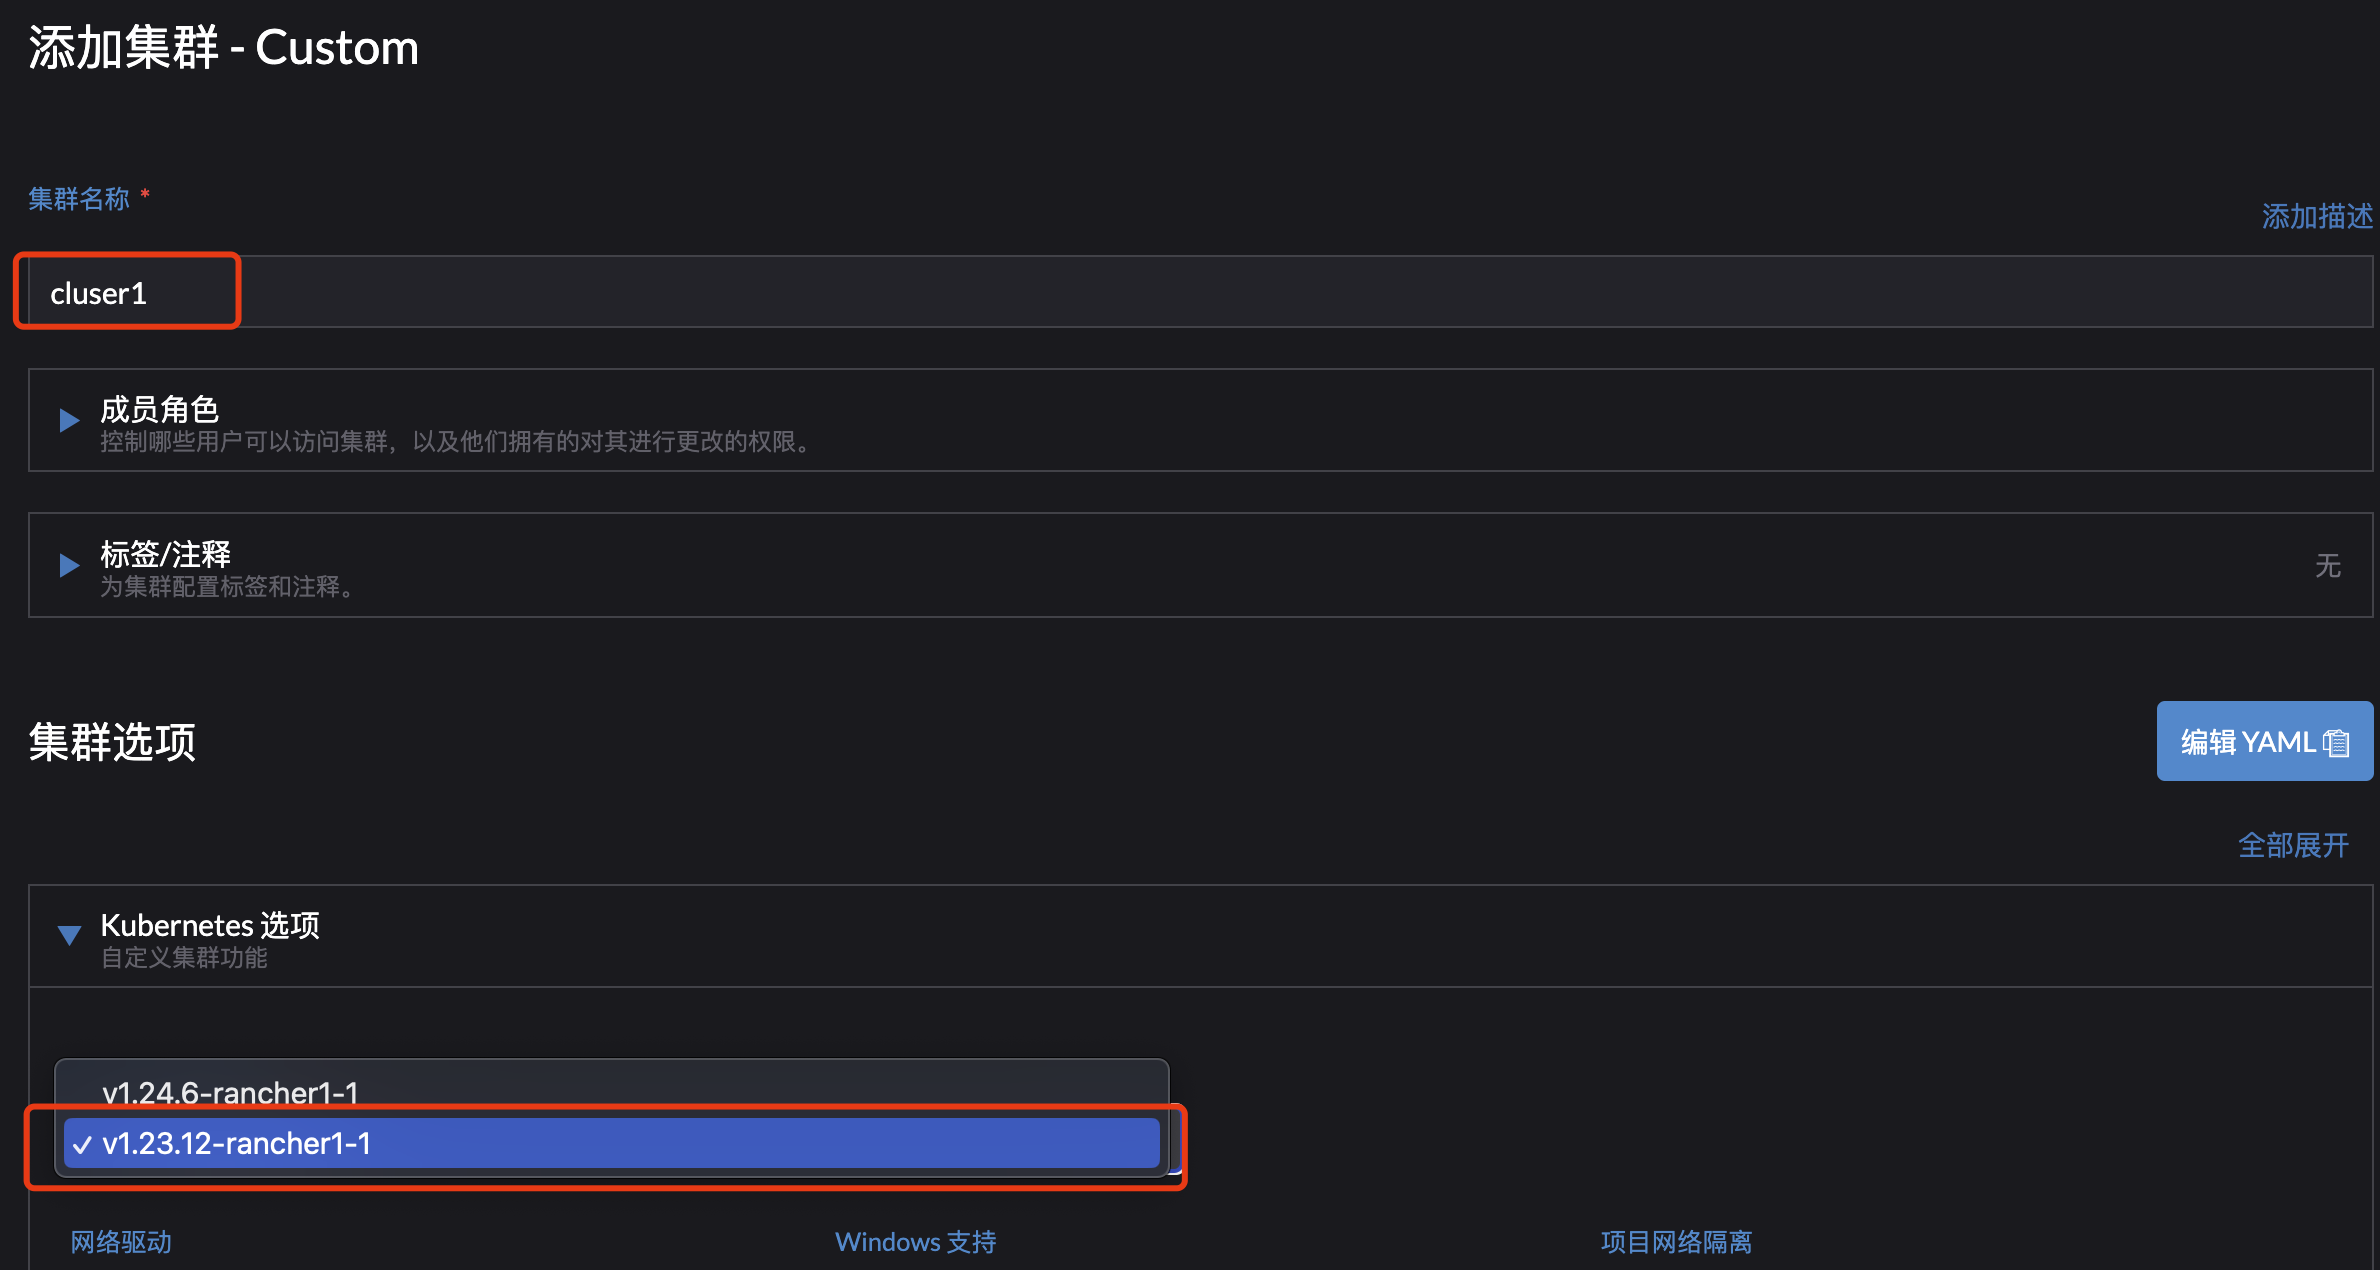 添加集群 - Custom
集群名称 *
添加描述
cluser1
成员角色
控制哪些用户可以访问集群，以及他们拥有的对其进行更改的权限。
标签/注释
为集群配置标签和注释。
无
集群选项
编辑 YAML
全部展开
Kubernetes 选项
自定义集群功能
v1.24.6-rancher1-1
✓ v1.23.12-rancher1-1
网络驱动
Windows 支持
项目网络隔离